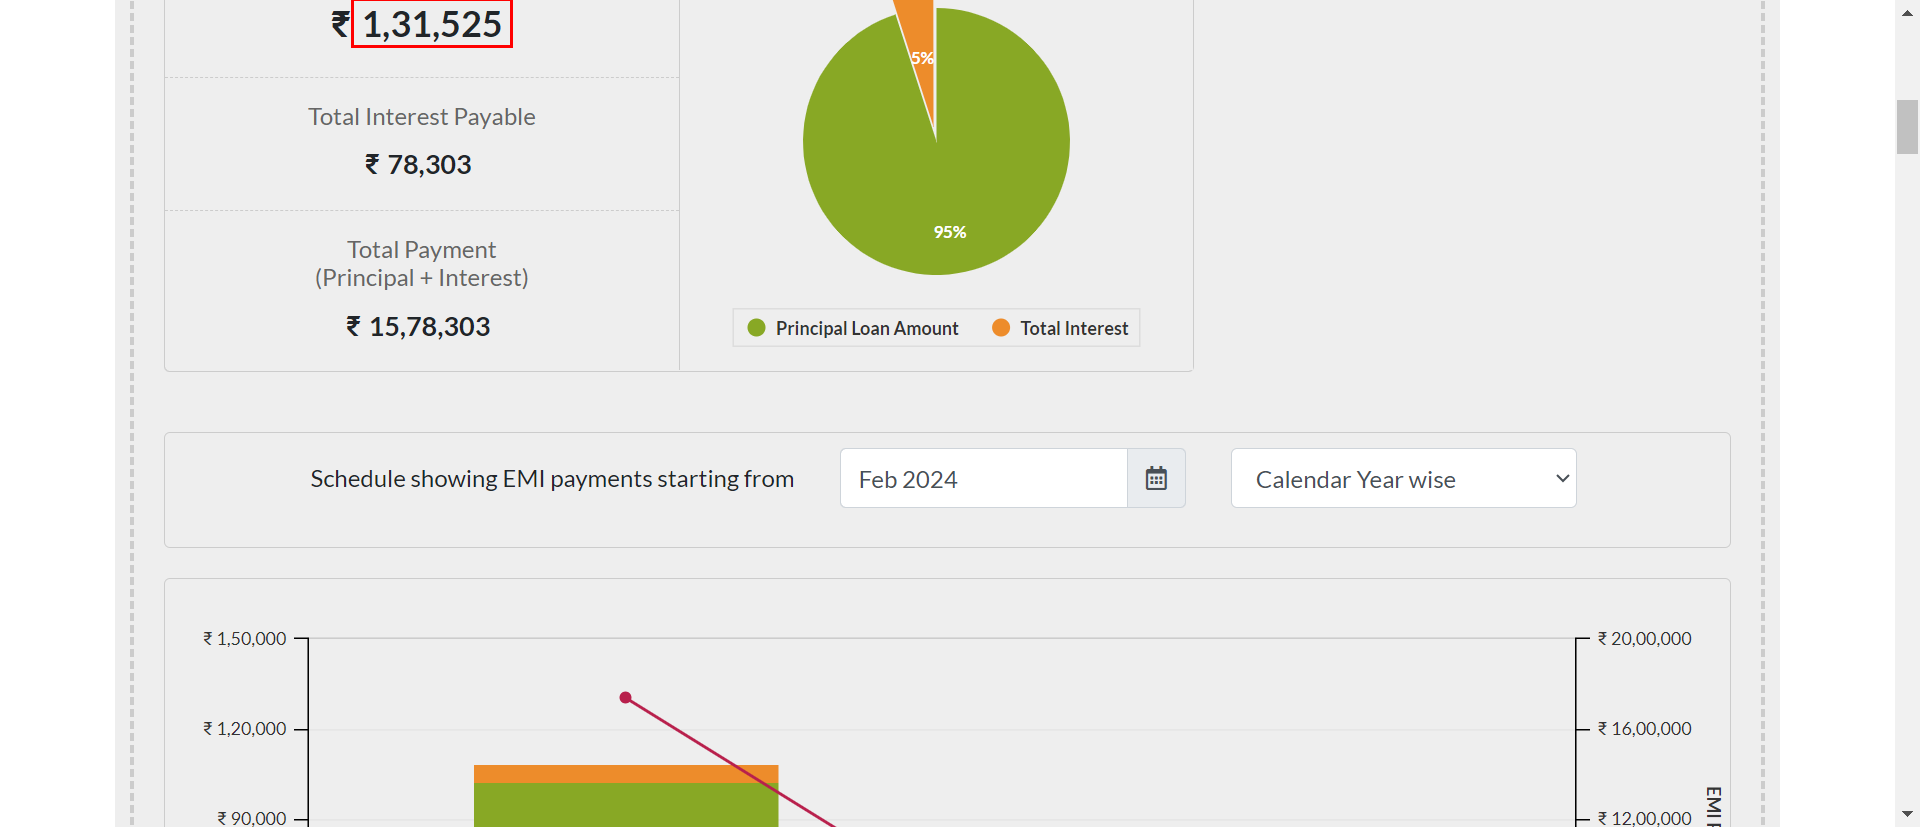 ₹ 1,31,525
Total Interest Payable
₹ 78,303
Total Payment
(Principal + Interest)
₹ 15,78,303
5%
95%
Principal Loan Amount
Total Interest
Schedule showing EMI payments starting from
Feb 2024
Calendar Year wise
₹ 1,50,000
₹ 1,20,000
₹ 90,000
₹ 20,00,000
₹ 16,00,000
₹ 12,00,000
EMI